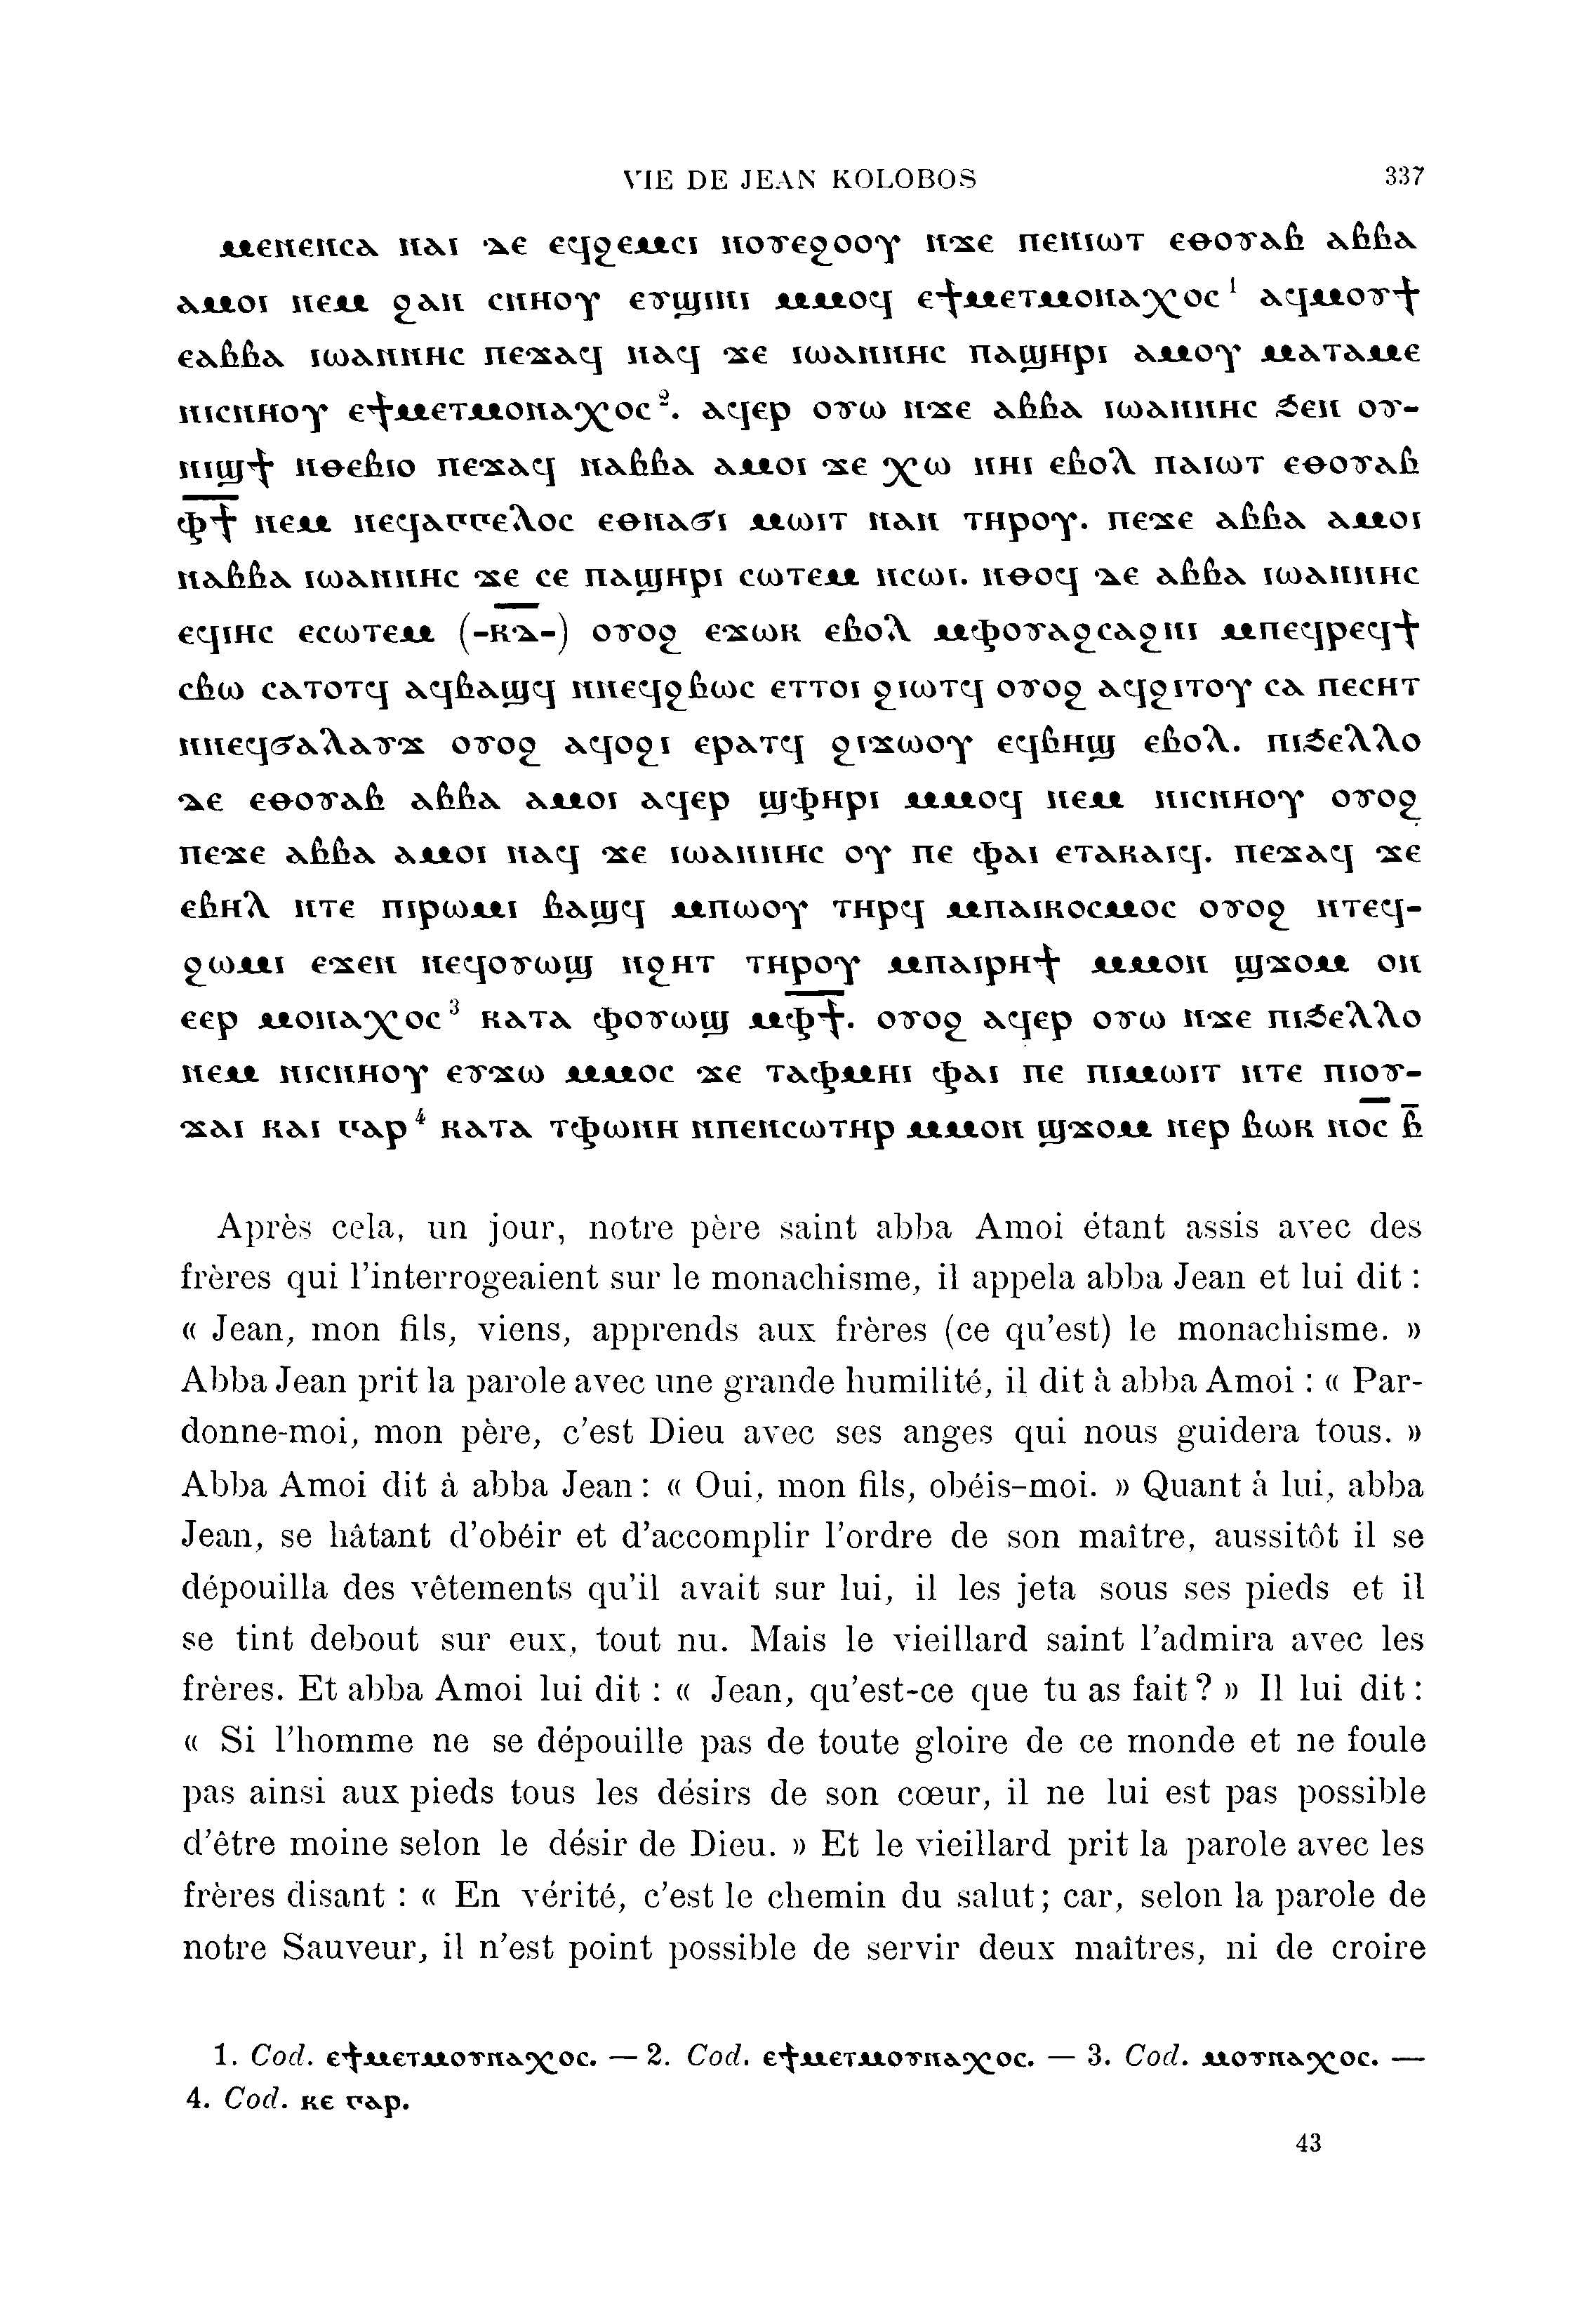 VIE DE JEAN KOLOBOS 337
ⲙⲉⲛⲉⲛⲥⲁ ⲛⲁⲓ ⲇⲉ ⲉϥϩⲉⲙⲥⲓ ⲛⲟⲩⲉϩⲟⲟⲩ ⲛϫⲉ ⲡⲉⲛⲓⲱⲧ ⲉⲑⲟⲩⲁⲃ ⲁⲃⲃⲁ
ⲁⲙⲟⲓ ⲛⲉⲙ ϩⲁⲛ ⲥⲛⲏⲟⲩ ⲉⲩϣⲓⲛⲓ ⲙⲙⲟϥ ⲉϯⲙⲉⲧⲙⲟⲛⲁⲭⲟⲥ¹ ⲁϥⲙⲟⲩϯ
ⲉⲁⲃⲃⲁ ⲓⲱⲁⲛⲛⲏⲥ ⲡⲉϫⲁϥ ⲛⲁϥ ϫⲉ ⲓⲱⲁⲛⲛⲏⲥ ⲡⲁϣⲏⲣⲓ ⲁⲙⲟⲩ ⲙⲁⲧⲁⲙⲉ
ⲛⲓⲥⲛⲏⲟⲩ ⲉϯⲙⲉⲧⲙⲟⲛⲁⲭⲟⲥ². ⲁϥⲉⲣ ⲟⲩⲱ ⲛϫⲉ ⲁⲃⲃⲁ ⲓⲱⲁⲛⲛⲏⲥ ϧⲉⲛ ⲟⲩ-
ⲛⲓϣϯ ⲛⲑⲉⲃⲓⲟ ⲡⲉϫⲁϥ ⲛⲁⲃⲃⲁ ⲁⲙⲟⲓ ϫⲉ ⲭⲱ ⲛⲏⲓ ⲉⲃⲟⲗ ⲡⲁⲓⲱⲧ ⲉⲑⲟⲩⲁⲃ
ⲫ̅ϯ̅ ⲛⲉⲙ ⲛⲉϥⲁⲅⲅⲉⲗⲟⲥ ⲉⲑⲛⲁϭⲓ ⲙⲱⲓⲧ ⲛⲁⲛ ⲧⲏⲣⲟⲩ. ⲡⲉϫⲉ ⲁⲃⲃⲁ ⲁⲙⲟⲓ
ⲛⲁⲃⲃⲁ ⲓⲱⲁⲛⲛⲏⲥ ϫⲉ ⲥⲉ ⲡⲁϣⲏⲣⲓ ⲥⲱⲧⲉⲙ ⲛⲥⲱⲓ. ⲛⲑⲟϥ ⲇⲉ ⲁⲃⲃⲁ ⲓⲱⲁⲛⲛⲏⲥ
ⲉϥⲓⲏⲥ ⲉⲥⲱⲧⲉⲙ (-ⲕ̅ⲇ̅-) ⲟⲩⲟϩ ⲉϫⲱⲕ ⲉⲃⲟⲗ ⲙⲫⲟⲩⲁϩⲥⲁϩⲛⲓ ⲙⲡⲉϥⲣⲉϥϯ
ⲥⲃⲱ ⲥⲁⲧⲟⲧϥ ⲁϥⲃⲁϣϥ ⲛⲛⲉϥϩⲃⲱⲥ ⲉⲧⲧⲟⲓ ϩⲓⲱⲧϥ ⲟⲩⲟϩ ⲁϥϩⲓⲧⲟⲩ ⲥⲁ ⲡⲉⲥⲏⲧ
ⲛⲛⲉϥϭⲁⲗⲁⲩϫ ⲟⲩⲟϩ ⲁϥⲟϩⲓ ⲉⲣⲁⲧϥ ϩⲓϫⲱⲟⲩ ⲉϥⲃⲏϣ ⲉⲃⲟⲗ. ⲡⲓϧⲉⲗⲗⲟ
ⲇⲉ ⲉⲑⲟⲩⲁⲃ ⲁⲃⲃⲁ ⲁⲙⲟⲓ ⲁϥⲉⲣ ϣⲫⲏⲣⲓ ⲙⲙⲟϥ ⲛⲉⲙ ⲛⲓⲥⲛⲏⲟⲩ ⲟⲩⲟϩ
ⲡⲉϫⲉ ⲁⲃⲃⲁ ⲁⲙⲟⲓ ⲛⲁϥ ϫⲉ ⲓⲱⲁⲛⲛⲏⲥ ⲟⲩ ⲡⲉ ⲫⲁⲓ ⲉⲧⲁⲕⲁⲓϥ. ⲡⲉϫⲁϥ ϫⲉ
ⲉⲃⲏⲗ ⲛⲧⲉ ⲡⲓⲣⲱⲙⲓ ⲃⲁϣϥ ⲙⲡⲱⲟⲩ ⲧⲏⲣϥ ⲙⲡⲁⲓⲕⲟⲥⲙⲟⲥ ⲟⲩⲟϩ ⲛⲧⲉϥ-
ϩⲱⲙⲓ ⲉϫⲉⲛ ⲛⲉϥⲟⲩⲱϣ ⲛϩⲏⲧ ⲧⲏⲣⲟⲩ ⲙⲡⲁⲓⲣⲏϯ ⲙⲙⲟⲛ ϣϫⲟⲙ ⲟⲛ
ⲉⲉⲣ ⲙⲟⲛⲁⲭⲟⲥ³ ⲕⲁⲧⲁ ⲫⲟⲩⲱϣ ⲙⲫ̅ϯ̅. ⲟⲩⲟϩ ⲁϥⲉⲣ ⲟⲩⲱ ⲛϫⲉ ⲡⲓϧⲉⲗⲗⲟ
ⲛⲉⲙ ⲛⲓⲥⲛⲏⲟⲩ ⲉⲩϫⲱ ⲙⲙⲟⲥ ϫⲉ ⲧⲁⲫⲙⲏⲓ ⲫⲁⲓ ⲡⲉ ⲡⲓⲙⲱⲓⲧ ⲛⲧⲉ ⲡⲓⲟⲩ-
ϫⲁⲓ ⲕⲁⲓ ⲅⲁⲣ⁴ ⲕⲁⲧⲁ ⲧⲫⲱⲛⲏ ⲙⲡⲉⲛⲥⲱⲧⲏⲣ ⲙⲙⲟⲛ ϣϫⲟⲙ ⲛⲉⲣ ⲃⲱⲕ ⲛⲟ̅ⲥ̅ ⲃ̅
Après cela, un jour, notre père saint abba Amoi étant assis avec des
frères qui l'interrogeaient sur le monachisme, il appela abba Jean et lui dit :
« Jean, mon fils, viens, apprends aux frères (ce qu'est) le monachisme. »
Abba Jean prit la parole avec une grande humilité, il dit à abba Amoi : « Par-
donne-moi, mon père, c'est Dieu avec ses anges qui nous guidera tous. »
Abba Amoi dit à abba Jean : « Oui, mon fils, obéis-moi. » Quant à lui, abba
Jean, se hâtant d'obéir et d'accomplir l'ordre de son maître, aussitôt il se
dépouilla des vêtements qu'il avait sur lui, il les jeta sous ses pieds et il
se tint debout sur eux, tout nu. Mais le vieillard saint l'admira avec les
frères. Et abba Amoi lui dit : « Jean, qu'est-ce que tu as fait? » Il lui dit :
« Si l'homme ne se dépouille pas de toute gloire de ce monde et ne foule
pas ainsi aux pieds tous les désirs de son cœur, il ne lui est pas possible
d'être moine selon le désir de Dieu. » Et le vieillard prit la parole avec les
frères disant : « En vérité, c'est le chemin du salut; car, selon la parole de
notre Sauveur, il n'est point possible de servir deux maîtres, ni de croire
1. Cod. ⲉϯⲙⲉⲧⲙⲟⲩⲛⲁⲭⲟⲥ. — 2. Cod. ⲉϯⲙⲉⲧⲙⲟⲩⲛⲁⲭⲟⲥ. — 3. Cod. ⲙⲟⲩⲛⲁⲭⲟⲥ. —
4. Cod. ⲕⲉ ⲅⲁⲣ.
43